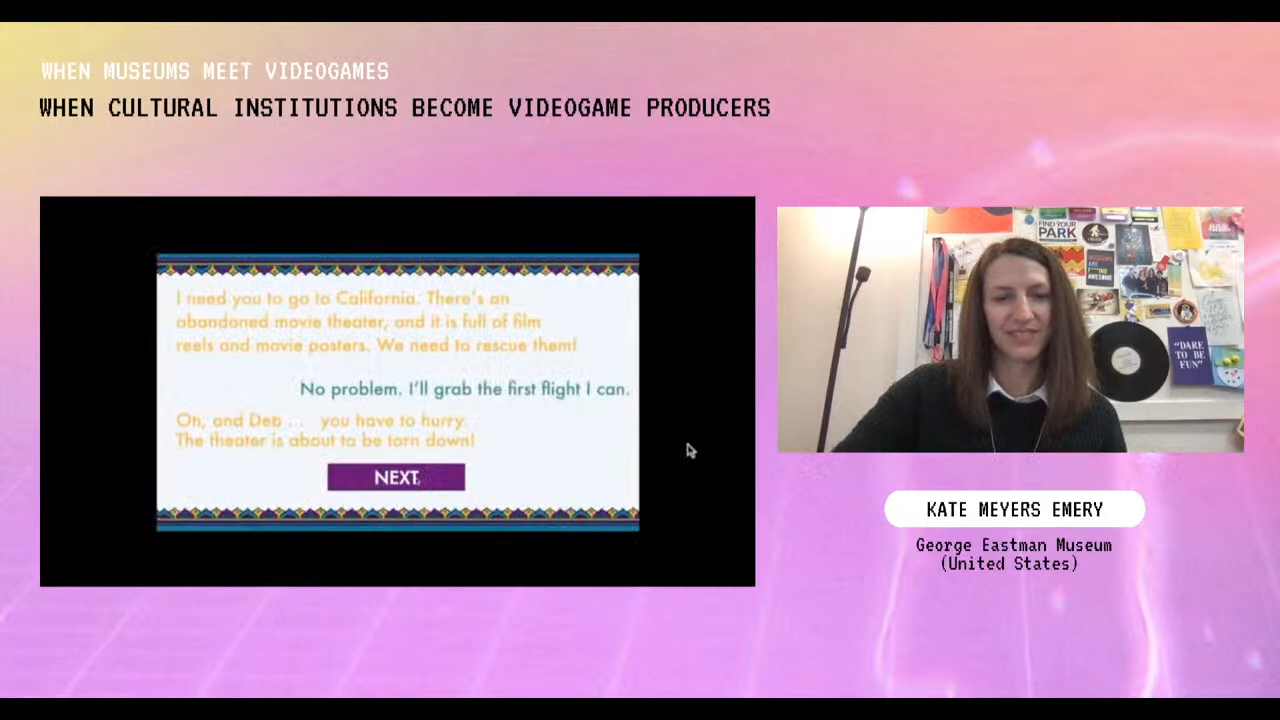 WHEN MUSEUMS MEET VIDEOGAMES
WHEN CULTURAL INSTITUTIONS BECOME VIDEOGAME PRODUCERS
I need you to go to California. There's an
abandoned movie theater, and it is full of film
reels and movie posters. We need to rescue them!
No problem. I'll grab the first flight I can.
Oh, and Deb ... you have to hurry.
The theater is about to be torn down!
NEXT
FIND YOUR
PARK
"DARE
TO BE
FUN"
KATE MEYERS EMERY
George Eastman Museum
(United States)